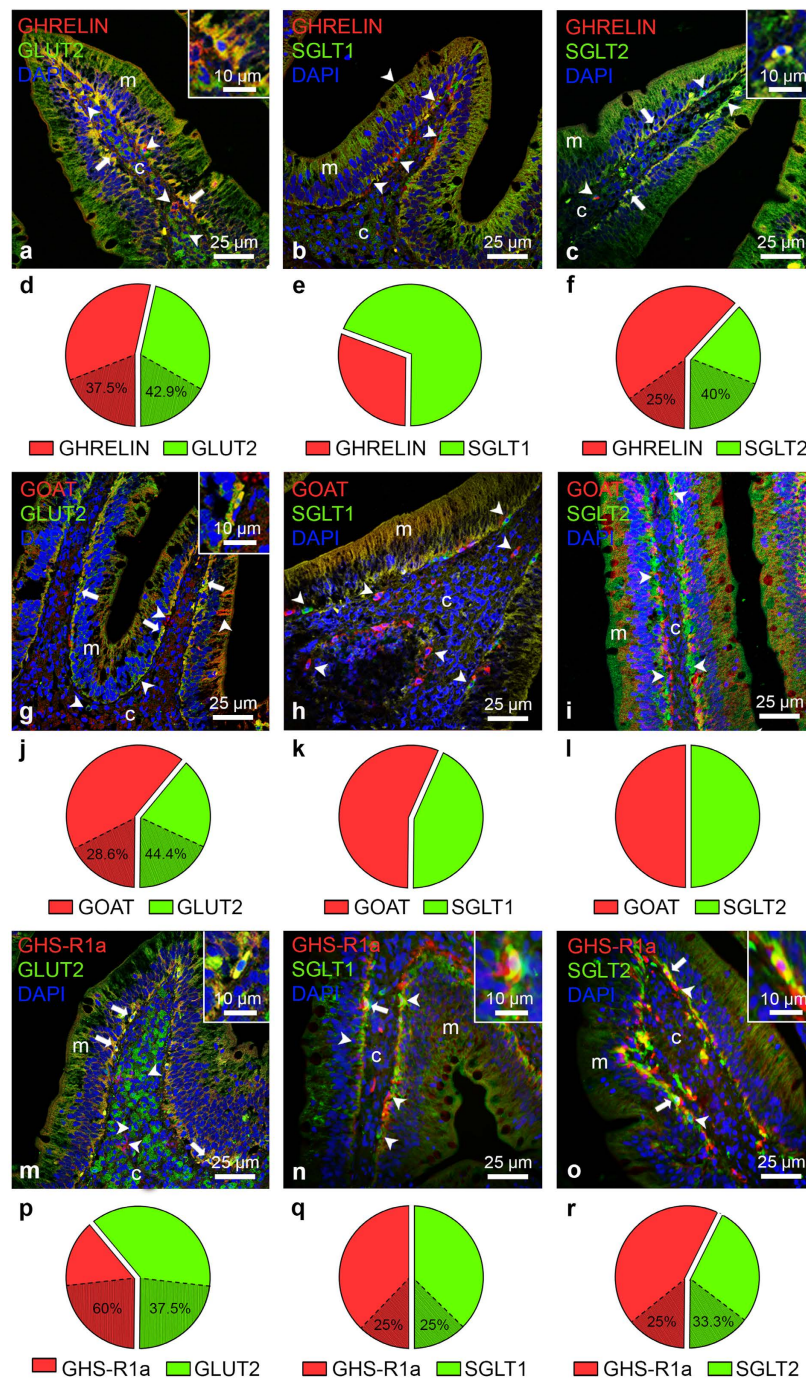 GHRELIN
GLUT2
DAPI
10 µm
m
c
a
25 µm
GHRELIN
SGLT1
DAPI
m
c
b
25 µm
GHRELIN
SGLT2
DAPI
10 µm
m
c
c
25 µm
d
37.5%
42.9%
GHRELIN GLUT2
e
GHRELIN SGLT1
f
25%
40%
GHRELIN SGLT2
GOAT
GLUT2
DAPI
10 µm
m
c
g
25 µm
GOAT
SGLT1
DAPI
m
c
h
25 µm
GOAT
SGLT2
DAPI
m
c
i
25 µm
j
28.6%
44.4%
GOAT GLUT2
k
GOAT SGLT1
l
GOAT SGLT2
GHS-R1a
GLUT2
DAPI
10 µm
m
c
m
25 µm
GHS-R1a
SGLT1
DAPI
10 µm
c
m
n
25 µm
GHS-R1a
SGLT2
DAPI
10 µm
c
m
o
25 µm
p
60%
37.5%
GHS-R1a GLUT2
q
25%
25%
GHS-R1a SGLT1
r
25%
33.3%
GHS-R1a SGLT2